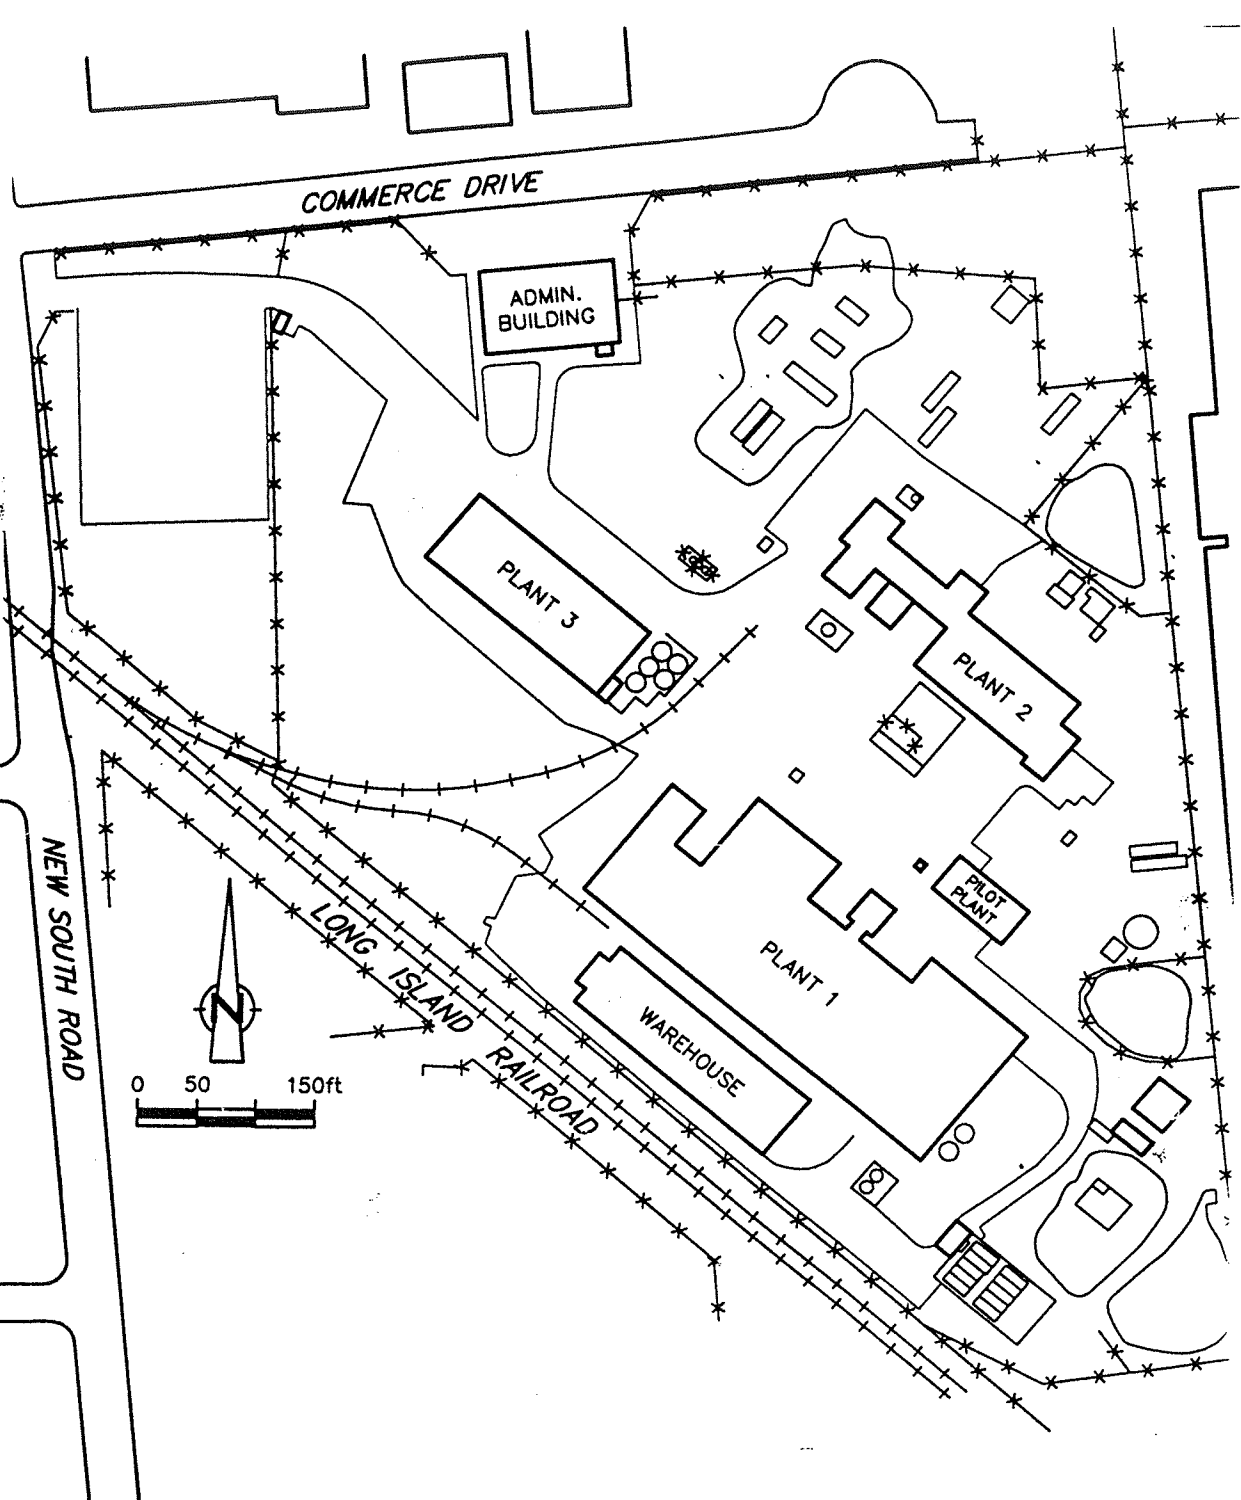 COMMERCE DRIVE
ADMIN.
BUILDING
PLANT 3
PLANT 2
PILOT
PLANT
PLANT 1
WAREHOUSE
LONG ISLAND RAILROAD
NEW SOUTH ROAD
N
0 50 150ft